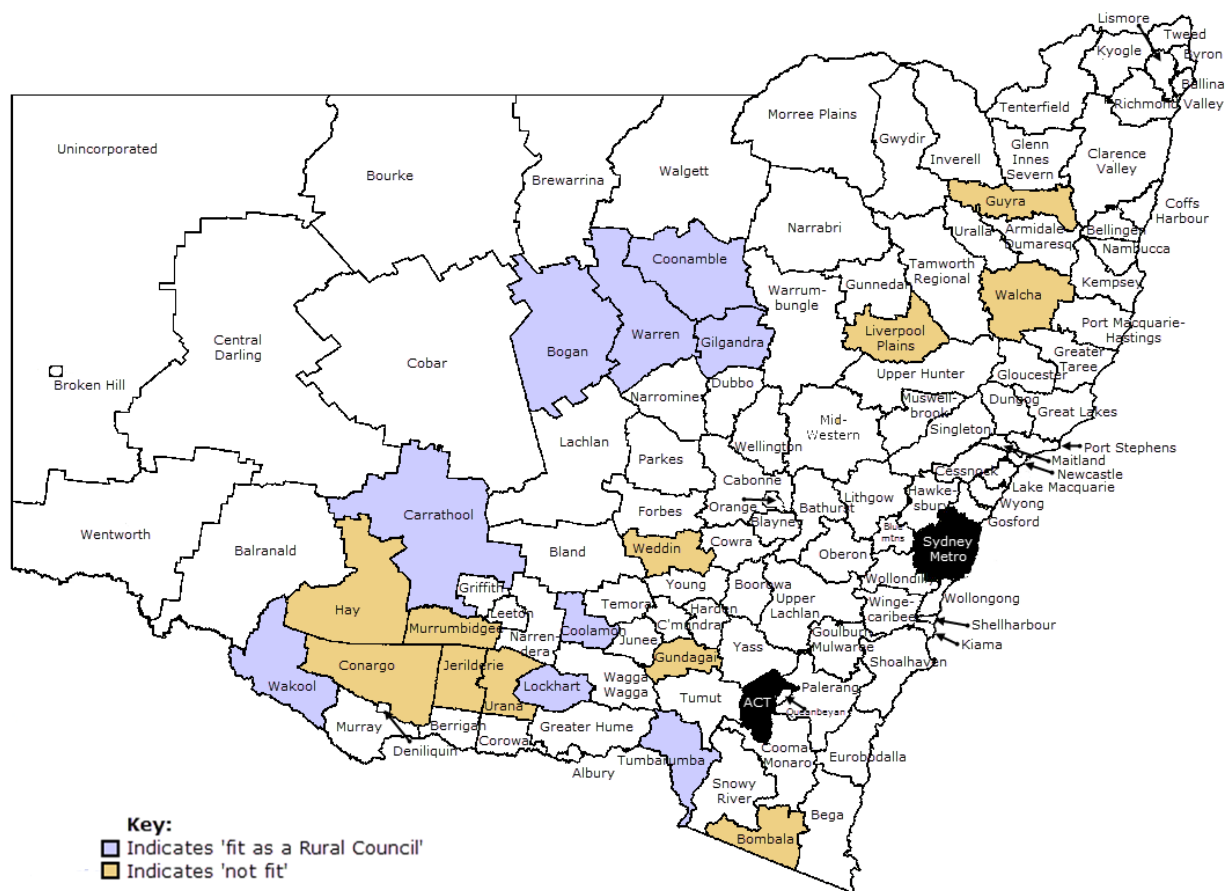 Lismore
Tweed
Kyogle
Byron
Ballina
Tenterfield
Richmond Valley
Morree Plains
Gwydir
Inverell
Glenn
Innes
Severn
Clarence
Valley
Unincorporated
Bourke
Brewarrina
Walgett
Guyra
Coffs
Harbour
Narrabri
Uralla
Armidale
Dumaresq
Bellingen
Nambucca
Coonamble
Tamworth
Regional
Gunnedah
Warrum-
bungle
Walcha
Kempsey
Central
Darling
Cobar
Bogan
Warren
Gilgandra
Liverpool
Plains
Port Macquarie-
Hastings
Broken Hill
Upper Hunter
Gloucester
Greater
Taree
Narromine
Dubbo
Muswell-
brook
Dungog
Great Lakes
Lachlan
Parkes
Wellington
Mid-
Western
Singleton
Port Stephens
Maitland
Newcastle
Cessnock
Lake Macquarie
Wyong
Gosford
Cabonne
Orange
Blayney
Bathurst
Lithgow
Hawke-
sbury
Wentworth
Balranald
Carrathool
Forbes
Blue
mtns
Sydney
Metro
Bland
Weddin
Cowra
Oberon
Griffith
Leeton
Temora
Young
Boorowa
Upper
Lachlan
Wollondilly
Wollongong
Hay
Murrumbidgee
Narren-
dera
Coolamon
Junee
C'mundra
Harden
Winge-
caribee
Shellharbour
Kiama
Goulburn
Mulwaree
Shoalhaven
Wakool
Conargo
Jerilderie
Urana
Lockhart
Wagga
Wagga
Gundagai
Yass
Tumut
ACT
Palerang
Queanbeyan
Murray
Deniliquin
Berrigan
Corowa
Greater Hume
Albury
Tumbarumba
Cooma
Monaro
Eurobodalla
Snowy
River
Bega
Bombala
Key:
Indicates 'fit as a Rural Council'
Indicates 'not fit'